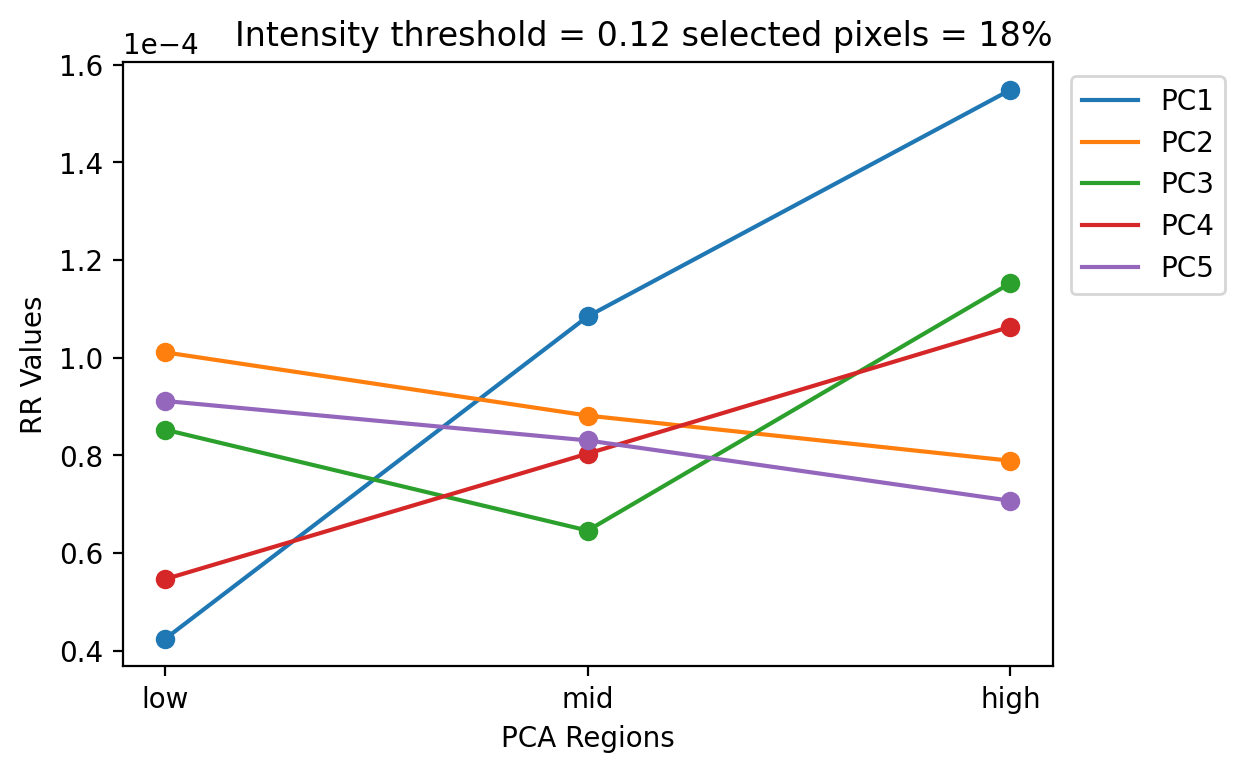 Intensity threshold = 0.12 selected pixels = 18%
1e−4
1.6
1.4
1.2
1.0
0.8
0.6
0.4
RR Values
low
mid
high
PCA Regions
PC1
PC2
PC3
PC4
PC5